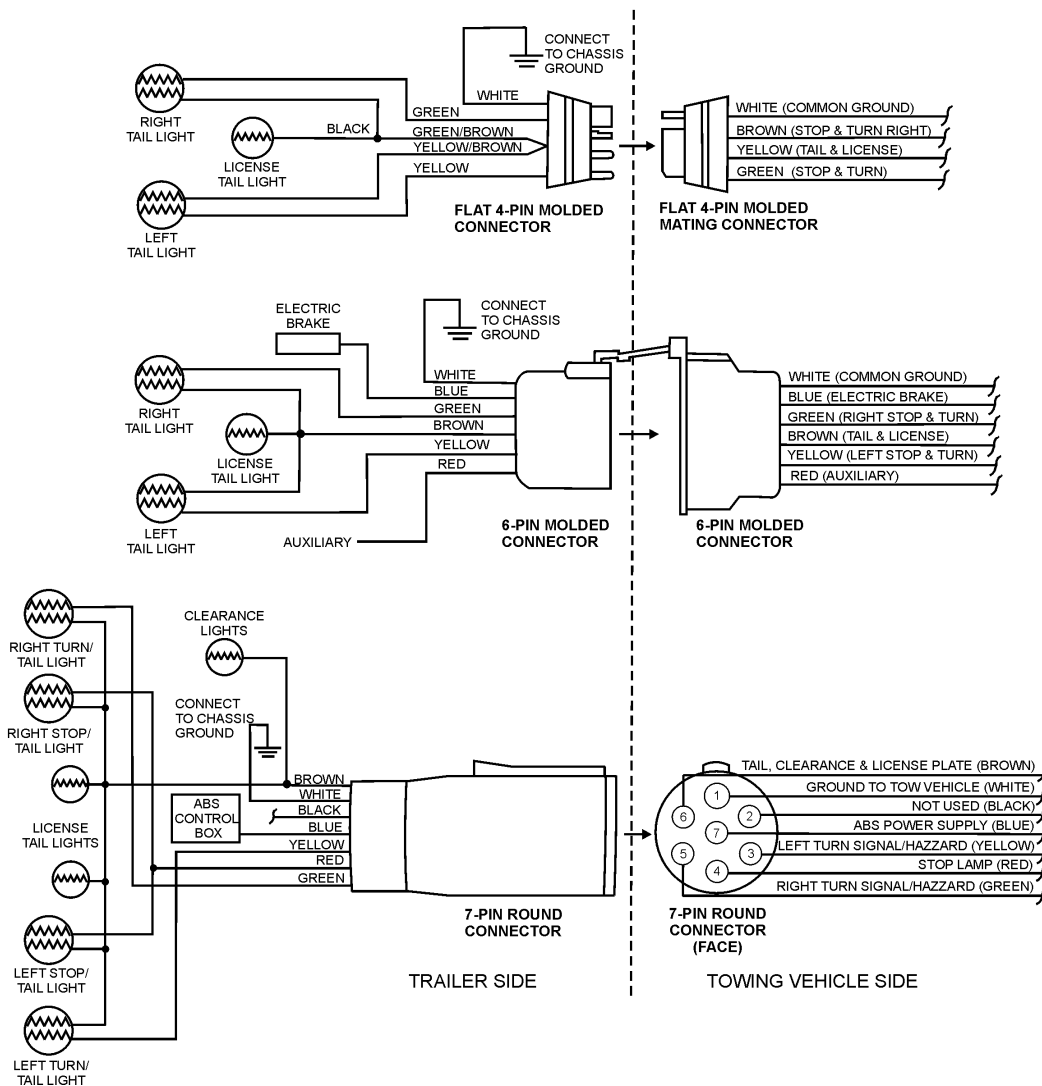 CONNECT
TO CHASSIS
GROUND
WHITE
GREEN
RIGHT
TAIL LIGHT
BLACK
GREEN/BROWN
YELLOW/BROWN
LICENSE
TAIL LIGHT
YELLOW
LEFT
TAIL LIGHT
FLAT 4-PIN MOLDED
CONNECTOR
WHITE (COMMON GROUND)
BROWN (STOP & TURN RIGHT)
YELLOW (TAIL & LICENSE)
GREEN (STOP & TURN)
FLAT 4-PIN MOLDED
MATING CONNECTOR
ELECTRIC
BRAKE
CONNECT
TO CHASSIS
GROUND
WHITE
BLUE
GREEN
BROWN
YELLOW
RED
RIGHT
TAIL LIGHT
LICENSE
TAIL LIGHT
LEFT
TAIL LIGHT
AUXILIARY
6-PIN MOLDED
CONNECTOR
WHITE (COMMON GROUND)
BLUE (ELECTRIC BRAKE)
GREEN (RIGHT STOP & TURN)
BROWN (TAIL & LICENSE)
YELLOW (LEFT STOP & TURN)
RED (AUXILIARY)
6-PIN MOLDED
CONNECTOR
CLEARANCE
LIGHTS
RIGHT TURN/
TAIL LIGHT
CONNECT
TO CHASSIS
GROUND
RIGHT STOP/
TAIL LIGHT
BROWN
WHITE
BLACK
BLUE
YELLOW
RED
GREEN
ABS
CONTROL
BOX
LICENSE
TAIL LIGHTS
LEFT STOP/
TAIL LIGHT
LEFT TURN/
TAIL LIGHT
7-PIN ROUND
CONNECTOR
TAIL, CLEARANCE & LICENSE PLATE (BROWN)
GROUND TO TOW VEHICLE (WHITE)
NOT USED (BLACK)
ABS POWER SUPPLY (BLUE)
LEFT TURN SIGNAL/HAZZARD (YELLOW)
STOP LAMP (RED)
RIGHT TURN SIGNAL/HAZZARD (GREEN)
1
6
2
7
5
3
4
7-PIN ROUND
CONNECTOR
(FACE)
TRAILER SIDE
TOWING VEHICLE SIDE